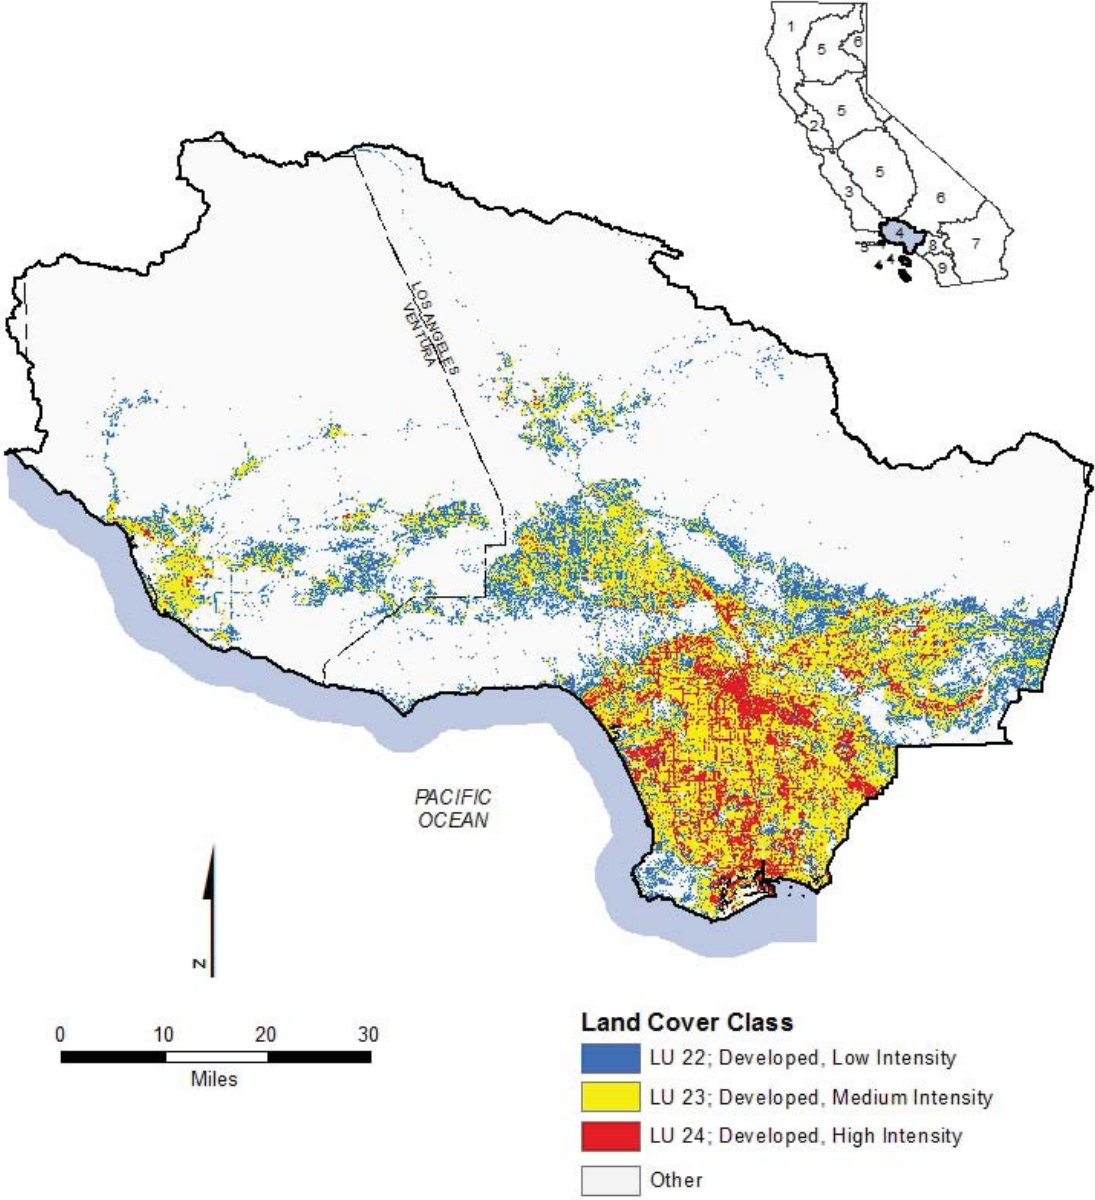 1
5
6
5
2
5
3
6
4
8
7
3
4
9
LOS ANGELES
VENTURA
PACIFIC
OCEAN
N
0 10 20 30
Miles
Land Cover Class
LU 22; Developed, Low Intensity
LU 23; Developed, Medium Intensity
LU 24; Developed, High Intensity
Other